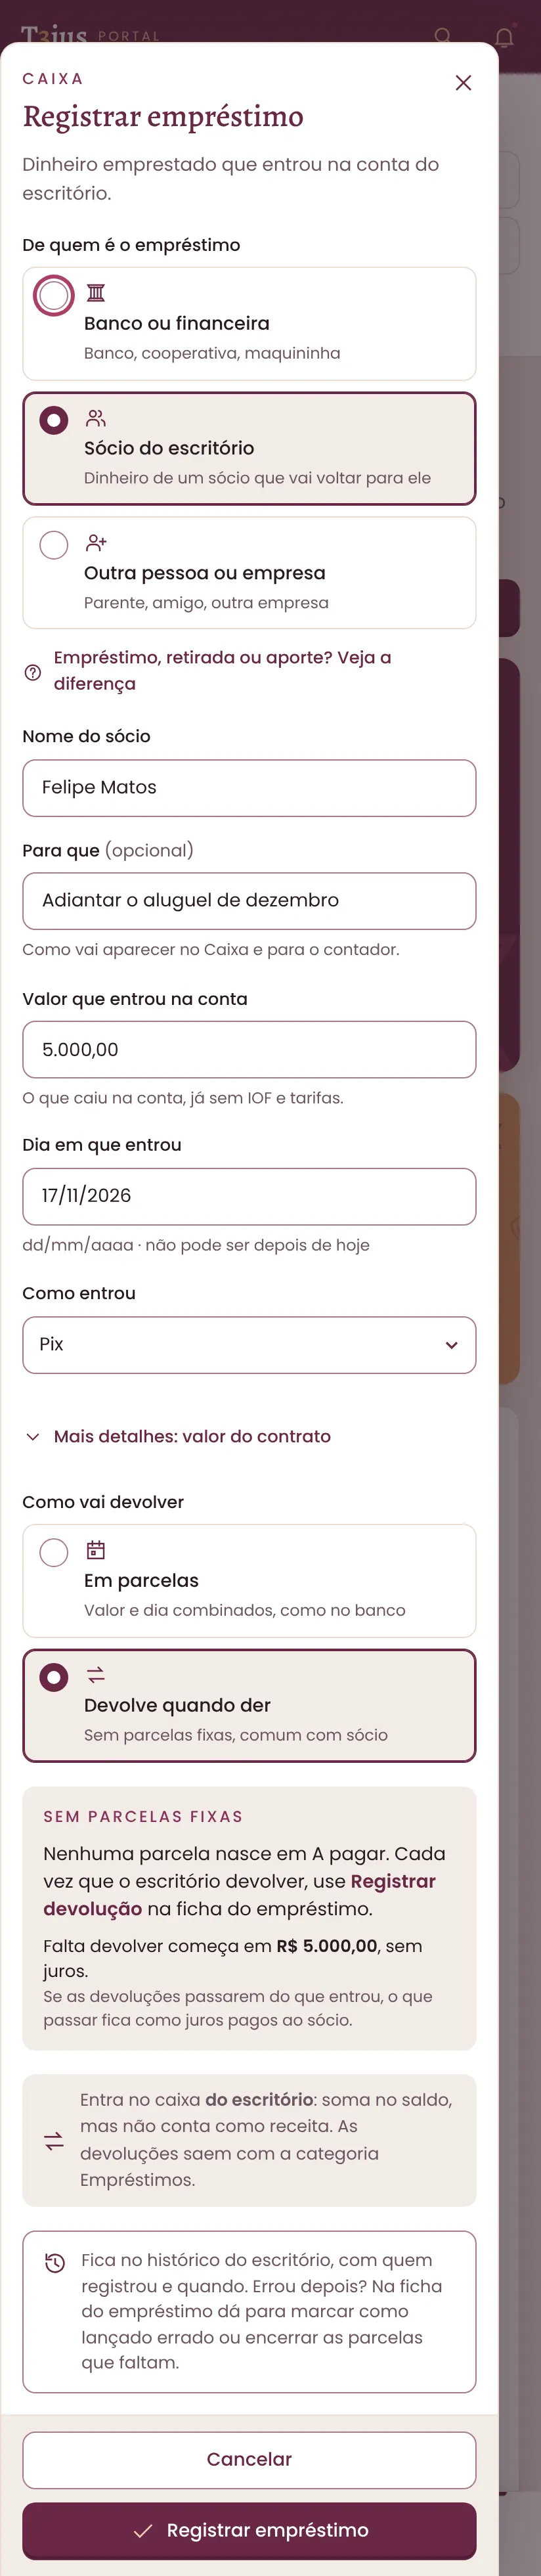 T3ius PORTAL
CAIXA
Registrar empréstimo
Dinheiro emprestado que entrou na conta do
escritório.
De quem é o empréstimo
Banco ou financeira
Banco, cooperativa, maquininha
Sócio do escritório
Dinheiro de um sócio que vai voltar para ele
Outra pessoa ou empresa
Parente, amigo, outra empresa
Empréstimo, retirada ou aporte? Veja a
diferença
Nome do sócio
Felipe Matos
Para que (opcional)
Adiantar o aluguel de dezembro
Como vai aparecer no Caixa e para o contador.
Valor que entrou na conta
5.000,00
O que caiu na conta, já sem IOF e tarifas.
Dia em que entrou
17/11/2026
dd/mm/aaaa · não pode ser depois de hoje
Como entrou
Pix
Mais detalhes: valor do contrato
Como vai devolver
Em parcelas
Valor e dia combinados, como no banco
Devolve quando der
Sem parcelas fixas, comum com sócio
SEM PARCELAS FIXAS
Nenhuma parcela nasce em A pagar. Cada
vez que o escritório devolver, use Registrar
devolução na ficha do empréstimo.
Falta devolver começa em R$ 5.000,00, sem
juros.
Se as devoluções passarem do que entrou, o que
passar fica como juros pagos ao sócio.
Entra no caixa do escritório: soma no saldo,
mas não conta como receita. As
devoluções saem com a categoria
Empréstimos.
Fica no histórico do escritório, com quem
registrou e quando. Errou depois? Na ficha
do empréstimo dá para marcar como
lançado errado ou encerrar as parcelas
que faltam.
Cancelar
Registrar empréstimo